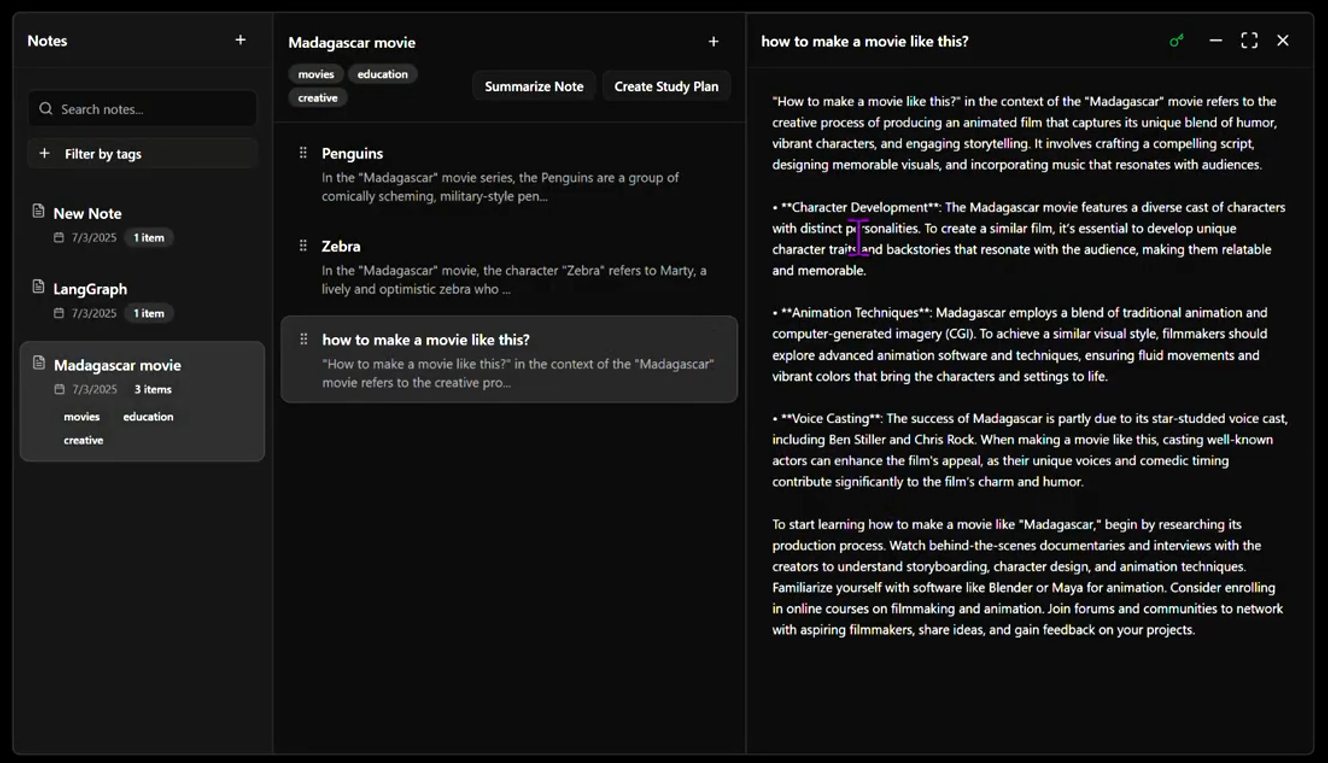 Notes
+
Search notes...
+ Filter by tags
New Note
7/3/2025 1 item
LangGraph
7/3/2025 1 item
Madagascar movie
7/3/2025 3 items
movies education
creative
Madagascar movie
+
movies education
creative
Summarize Note Create Study Plan
Penguins
In the "Madagascar" movie series, the Penguins are a group of
comically scheming, military-style pen...
Zebra
In the "Madagascar" movie, the character "Zebra" refers to Marty, a
lively and optimistic zebra who ...
how to make a movie like this?
"How to make a movie like this?" in the context of the "Madagascar"
movie refers to the creative pro...
how to make a movie like this?
"How to make a movie like this?" in the context of the "Madagascar" movie refers to the
creative process of producing an animated film that captures its unique blend of humor,
vibrant characters, and engaging storytelling. It involves crafting a compelling script,
designing memorable visuals, and incorporating music that resonates with audiences.
• **Character Development**: The Madagascar movie features a diverse cast of characters
with distinct personalities. To create a similar film, it's essential to develop unique
character traits and backstories that resonate with the audience, making them relatable
and memorable.
• **Animation Techniques**: Madagascar employs a blend of traditional animation and
computer-generated imagery (CGI). To achieve a similar visual style, filmmakers should
explore advanced animation software and techniques, ensuring fluid movements and
vibrant colors that bring the characters and settings to life.
• **Voice Casting**: The success of Madagascar is partly due to its star-studded voice cast,
including Ben Stiller and Chris Rock. When making a movie like this, casting well-known
actors can enhance the film's appeal, as their unique voices and comedic timing
contribute significantly to the film's charm and humor.
To start learning how to make a movie like "Madagascar," begin by researching its
production process. Watch behind-the-scenes documentaries and interviews with the
creators to understand storyboarding, character design, and animation techniques.
Familiarize yourself with software like Blender or Maya for animation. Consider enrolling
in online courses on filmmaking and animation. Join forums and communities to network
with aspiring filmmakers, share ideas, and gain feedback on your projects.